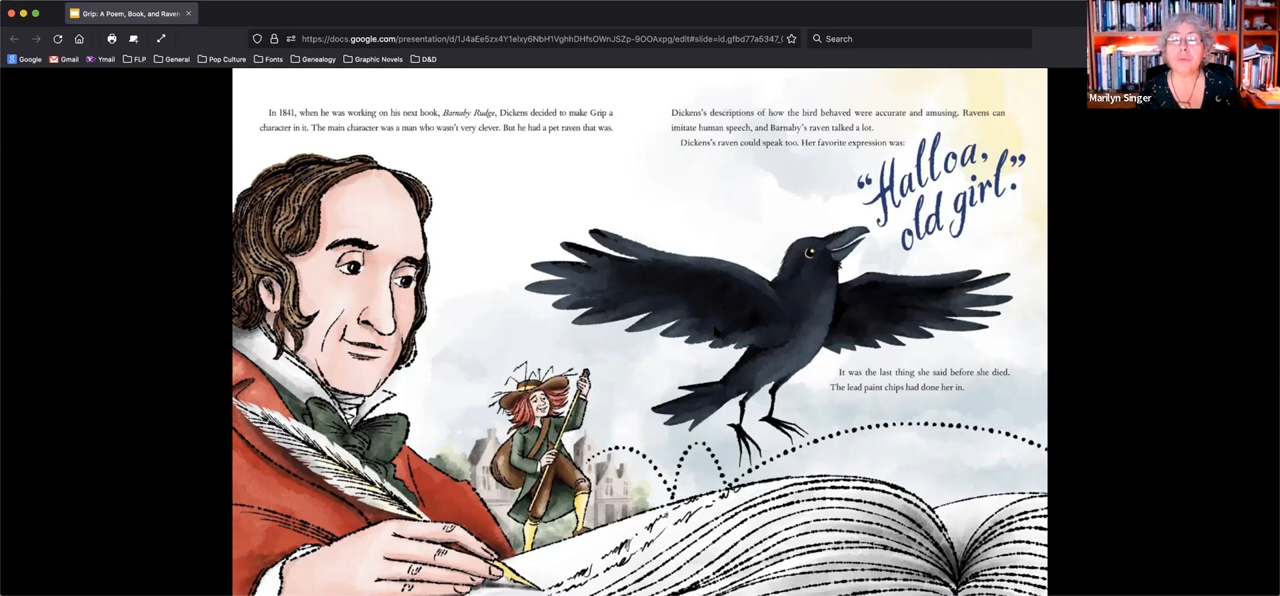 Grip: A Poem, Book, and Raven
https://docs.google.com/presentation/d/1J4aEe5zx4Y1elxy6NbH1VghhDHfsOWnJSZp-9OOAxpg/edit#slide=id.gfbd77a5347_(
Search
Google Gmail Ymail FLP General Pop Culture Fonts Genealogy Graphic Novels D&D
Marilyn Singer
In 1841, when he was working on his next book, Barnaby Rudge, Dickens decided to make Grip a
character in it. The main character was a man who wasn't very clever. But he had a pet raven that was.
Dickens's descriptions of how the bird behaved were accurate and amusing. Ravens can
imitate human speech, and Barnaby's raven talked a lot.
Dickens's raven could speak too. Her favorite expression was:
"Halloa,
old girl."
It was the last thing she said before she died.
The lead paint chips had done her in.